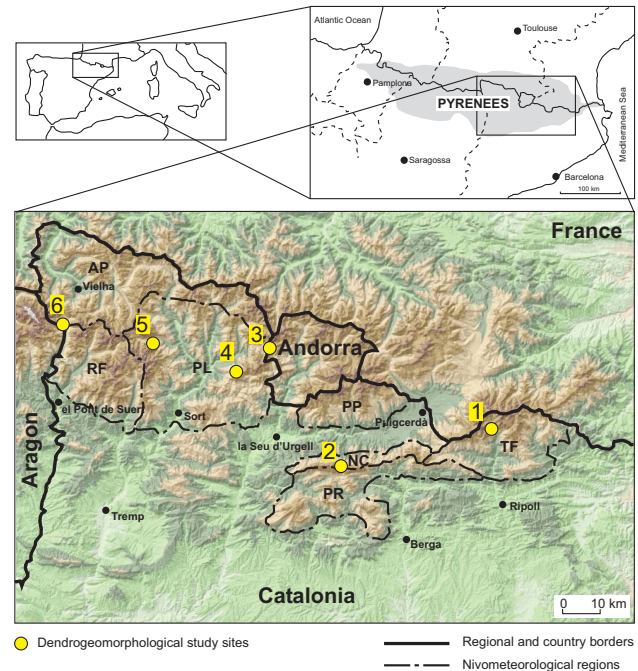 Atlantic Ocean
Toulouse
Pamplona
PYRENEES
Mediterranean Sea
Saragossa
Barcelona
100 km
France
AP
Vielha
6
5
3
Andorra
4
RF
PL
PP
el Pont de Suert
Sort
Puigcerdà
1
TF
la Seu d'Urgell
2
NC
PR
Aragon
Tremp
Ripoll
Berga
Catalonia
0 10 km
Dendrogeomorphological study sites
Regional and country borders
Nivometeorological regions